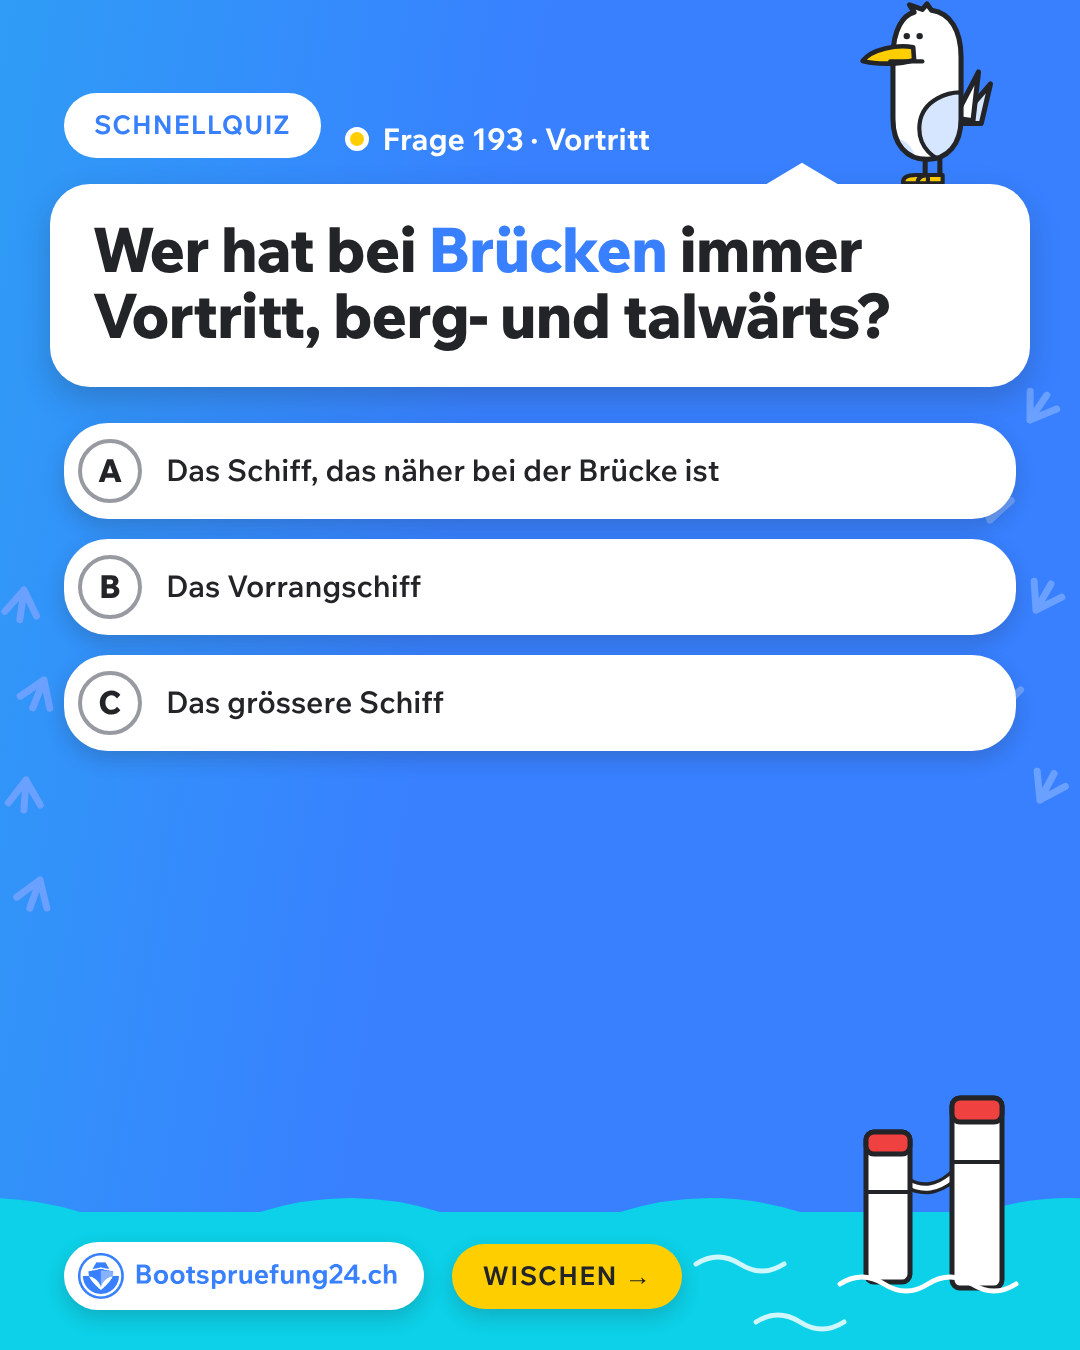 SCHNELLQUIZ
Frage 193 · Vortritt
Wer hat bei Brücken immer
Vortritt, berg- und talwärts?
A Das Schiff, das näher bei der Brücke ist
B Das Vorrangschiff
C Das grössere Schiff
Bootspruefung24.ch
WISCHEN →